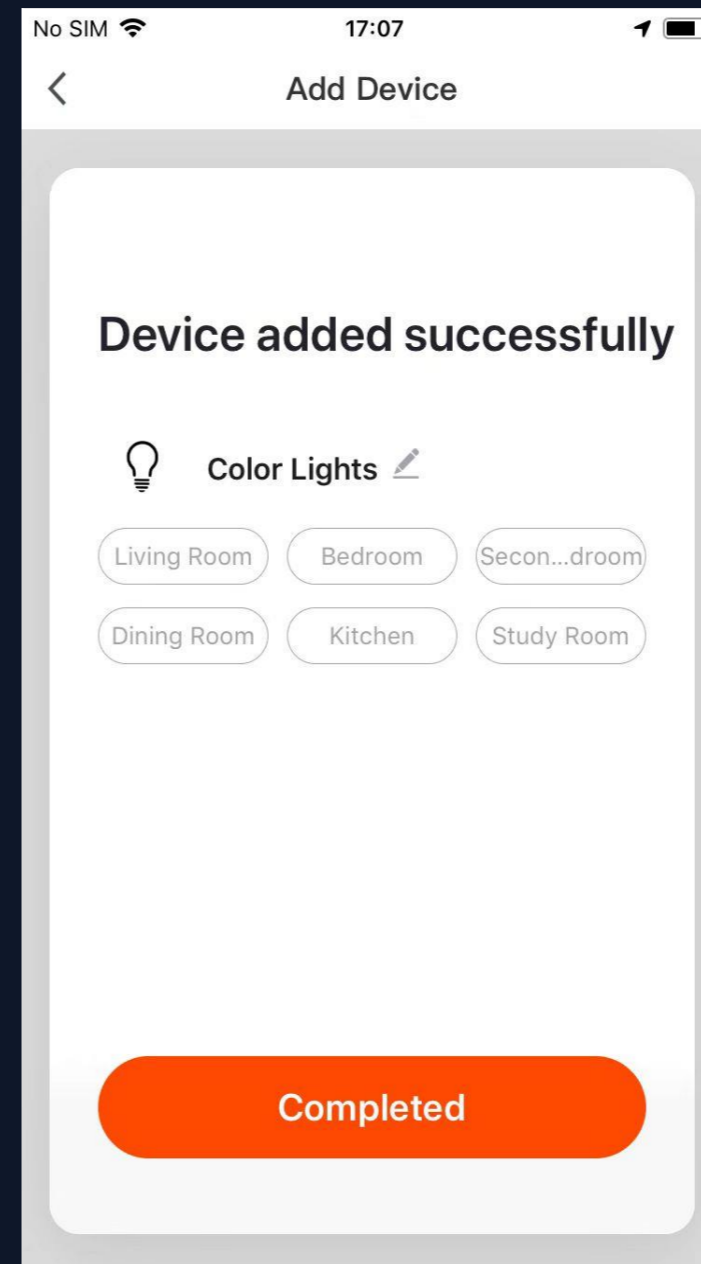 No SIM 17:07
Add Device
Device added successfully
Color Lights
Living Room Bedroom Secon...droom
Dining Room Kitchen Study Room
Completed